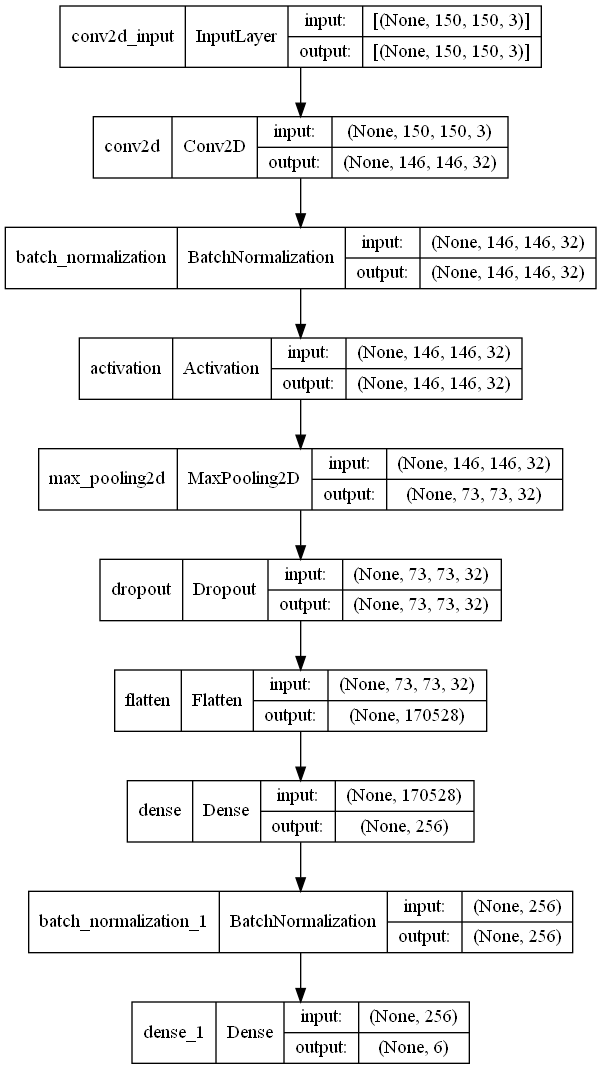 conv2d_input InputLayer input: [(None, 150, 150, 3)]
output: [(None, 150, 150, 3)]
conv2d Conv2D input: (None, 150, 150, 3)
output: (None, 146, 146, 32)
batch_normalization BatchNormalization input: (None, 146, 146, 32)
output: (None, 146, 146, 32)
activation Activation input: (None, 146, 146, 32)
output: (None, 146, 146, 32)
max_pooling2d MaxPooling2D input: (None, 146, 146, 32)
output: (None, 73, 73, 32)
dropout Dropout input: (None, 73, 73, 32)
output: (None, 73, 73, 32)
flatten Flatten input: (None, 73, 73, 32)
output: (None, 170528)
dense Dense input: (None, 170528)
output: (None, 256)
batch_normalization_1 BatchNormalization input: (None, 256)
output: (None, 256)
dense_1 Dense input: (None, 256)
output: (None, 6)